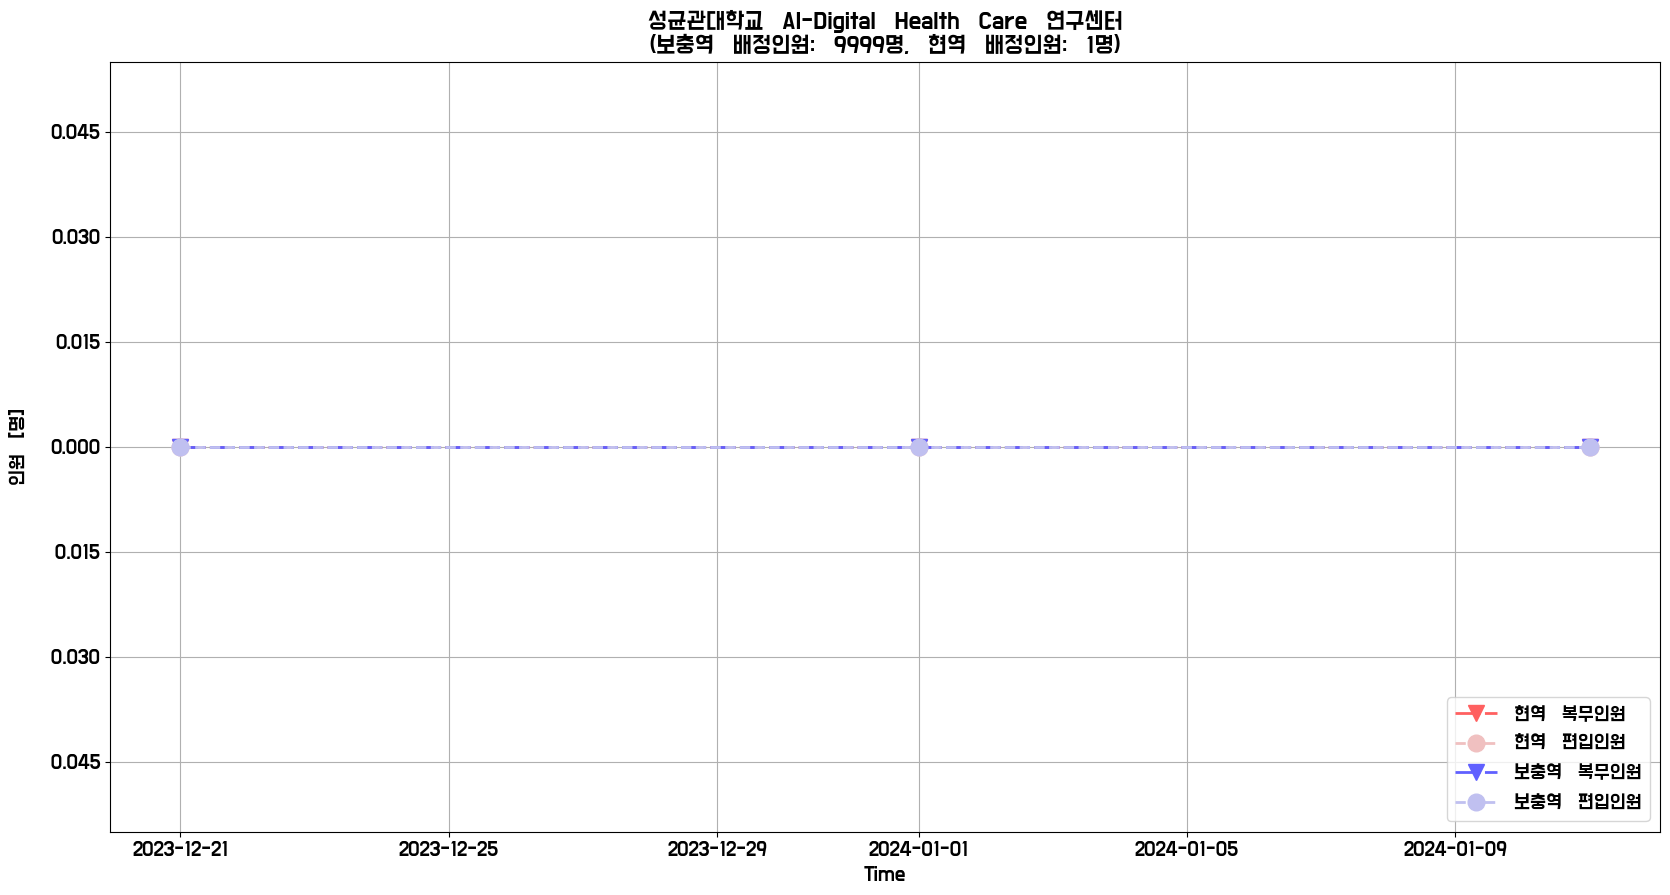 성균관대학교 AI-Digital Health Care 연구센터
(보충역 배정인원: 9999명, 현역 배정인원: 1명)
0.045
0.030
0.015
0.000
0.015
0.030
0.045
인원 [명]
현역 복무인원
현역 편입인원
보충역 복무인원
보충역 편입인원
2023-12-21 2023-12-25 2023-12-29 2024-01-01 2024-01-05 2024-01-09
Time